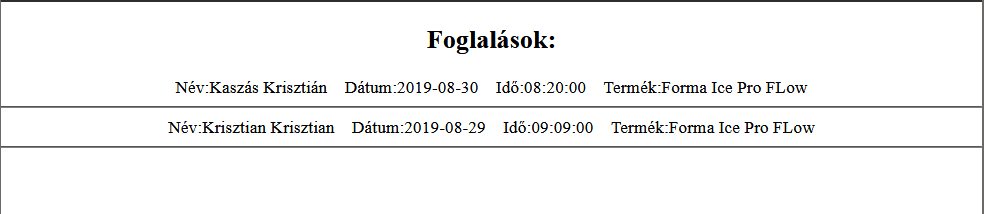 Foglalások:
Név:Kaszás Krisztián Dátum:2019-08-30 Idő:08:20:00 Termék:Forma Ice Pro FLow
Név:Krisztian Krisztian Dátum:2019-08-29 Idő:09:09:00 Termék:Forma Ice Pro FLow